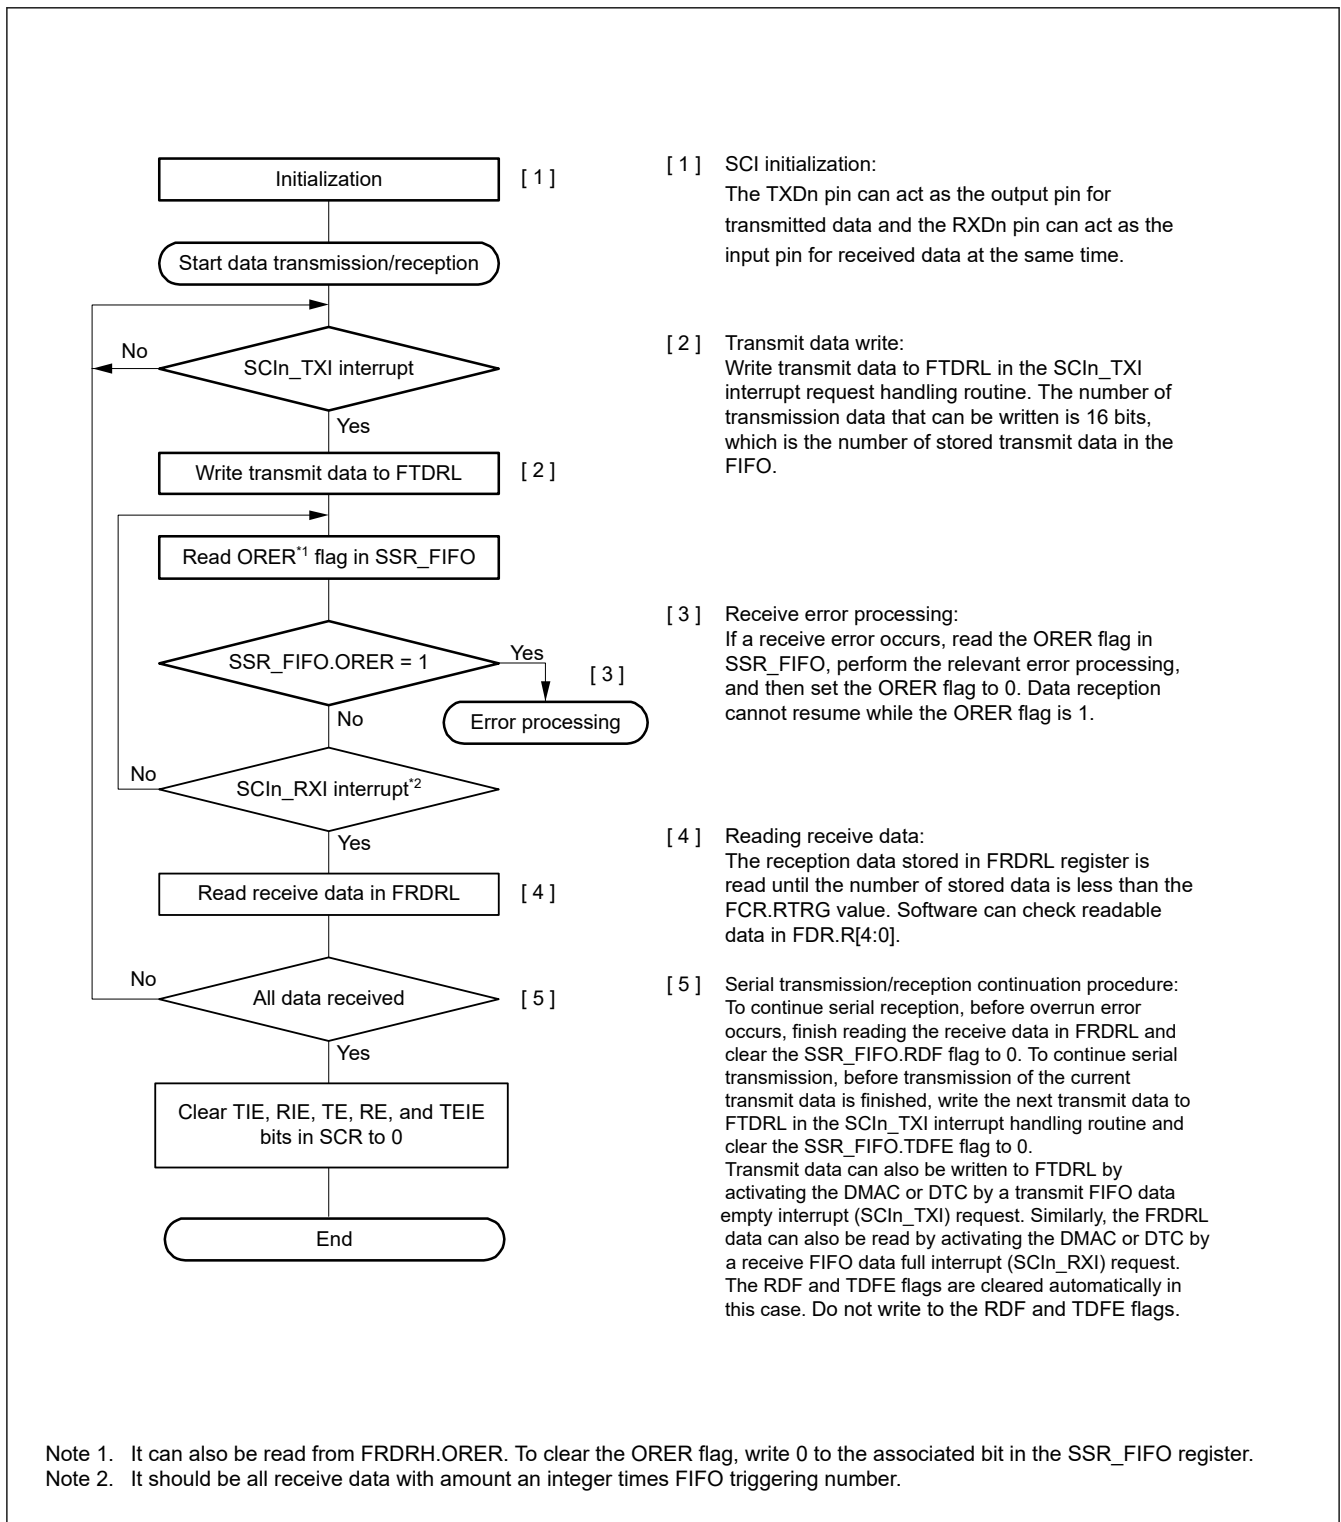 Initialization
[ 1 ]
Start data transmission/reception
No
SCIn_TXI interrupt
Yes
Write transmit data to FTDRL
[ 2 ]
Read ORER*1 flag in SSR_FIFO
SSR_FIFO.ORER = 1
Yes
[ 3 ]
Error processing
No
No
SCIn_RXI interrupt*2
Yes
Read receive data in FRDRL
[ 4 ]
No
All data received
[ 5 ]
Yes
Clear TIE, RIE, TE, RE, and TEIE
bits in SCR to 0
End
[ 1 ] SCI initialization:
The TXDn pin can act as the output pin for
transmitted data and the RXDn pin can act as the
input pin for received data at the same time.
[ 2 ] Transmit data write:
Write transmit data to FTDRL in the SCIn_TXI
interrupt request handling routine. The number of
transmission data that can be written is 16 bits,
which is the number of stored transmit data in the
FIFO.
[ 3 ] Receive error processing:
If a receive error occurs, read the ORER flag in
SSR_FIFO, perform the relevant error processing,
and then set the ORER flag to 0. Data reception
cannot resume while the ORER flag is 1.
[ 4 ] Reading receive data:
The reception data stored in FRDRL register is
read until the number of stored data is less than the
FCR.RTRG value. Software can check readable
data in FDR.R[4:0].
[ 5 ] Serial transmission/reception continuation procedure:
To continue serial reception, before overrun error
occurs, finish reading the receive data in FRDRL and
clear the SSR_FIFO.RDF flag to 0. To continue serial
transmission, before transmission of the current
transmit data is finished, write the next transmit data to
FTDRL in the SCIn_TXI interrupt handling routine and
clear the SSR_FIFO.TDFE flag to 0.
Transmit data can also be written to FTDRL by
activating the DMAC or DTC by a transmit FIFO data
empty interrupt (SCIn_TXI) request. Similarly, the FRDRL
data can also be read by activating the DMAC or DTC by
a receive FIFO data full interrupt (SCIn_RXI) request.
The RDF and TDFE flags are cleared automatically in
this case. Do not write to the RDF and TDFE flags.
Note 1. It can also be read from FRDRH.ORER. To clear the ORER flag, write 0 to the associated bit in the SSR_FIFO register.
Note 2. It should be all receive data with amount an integer times FIFO triggering number.